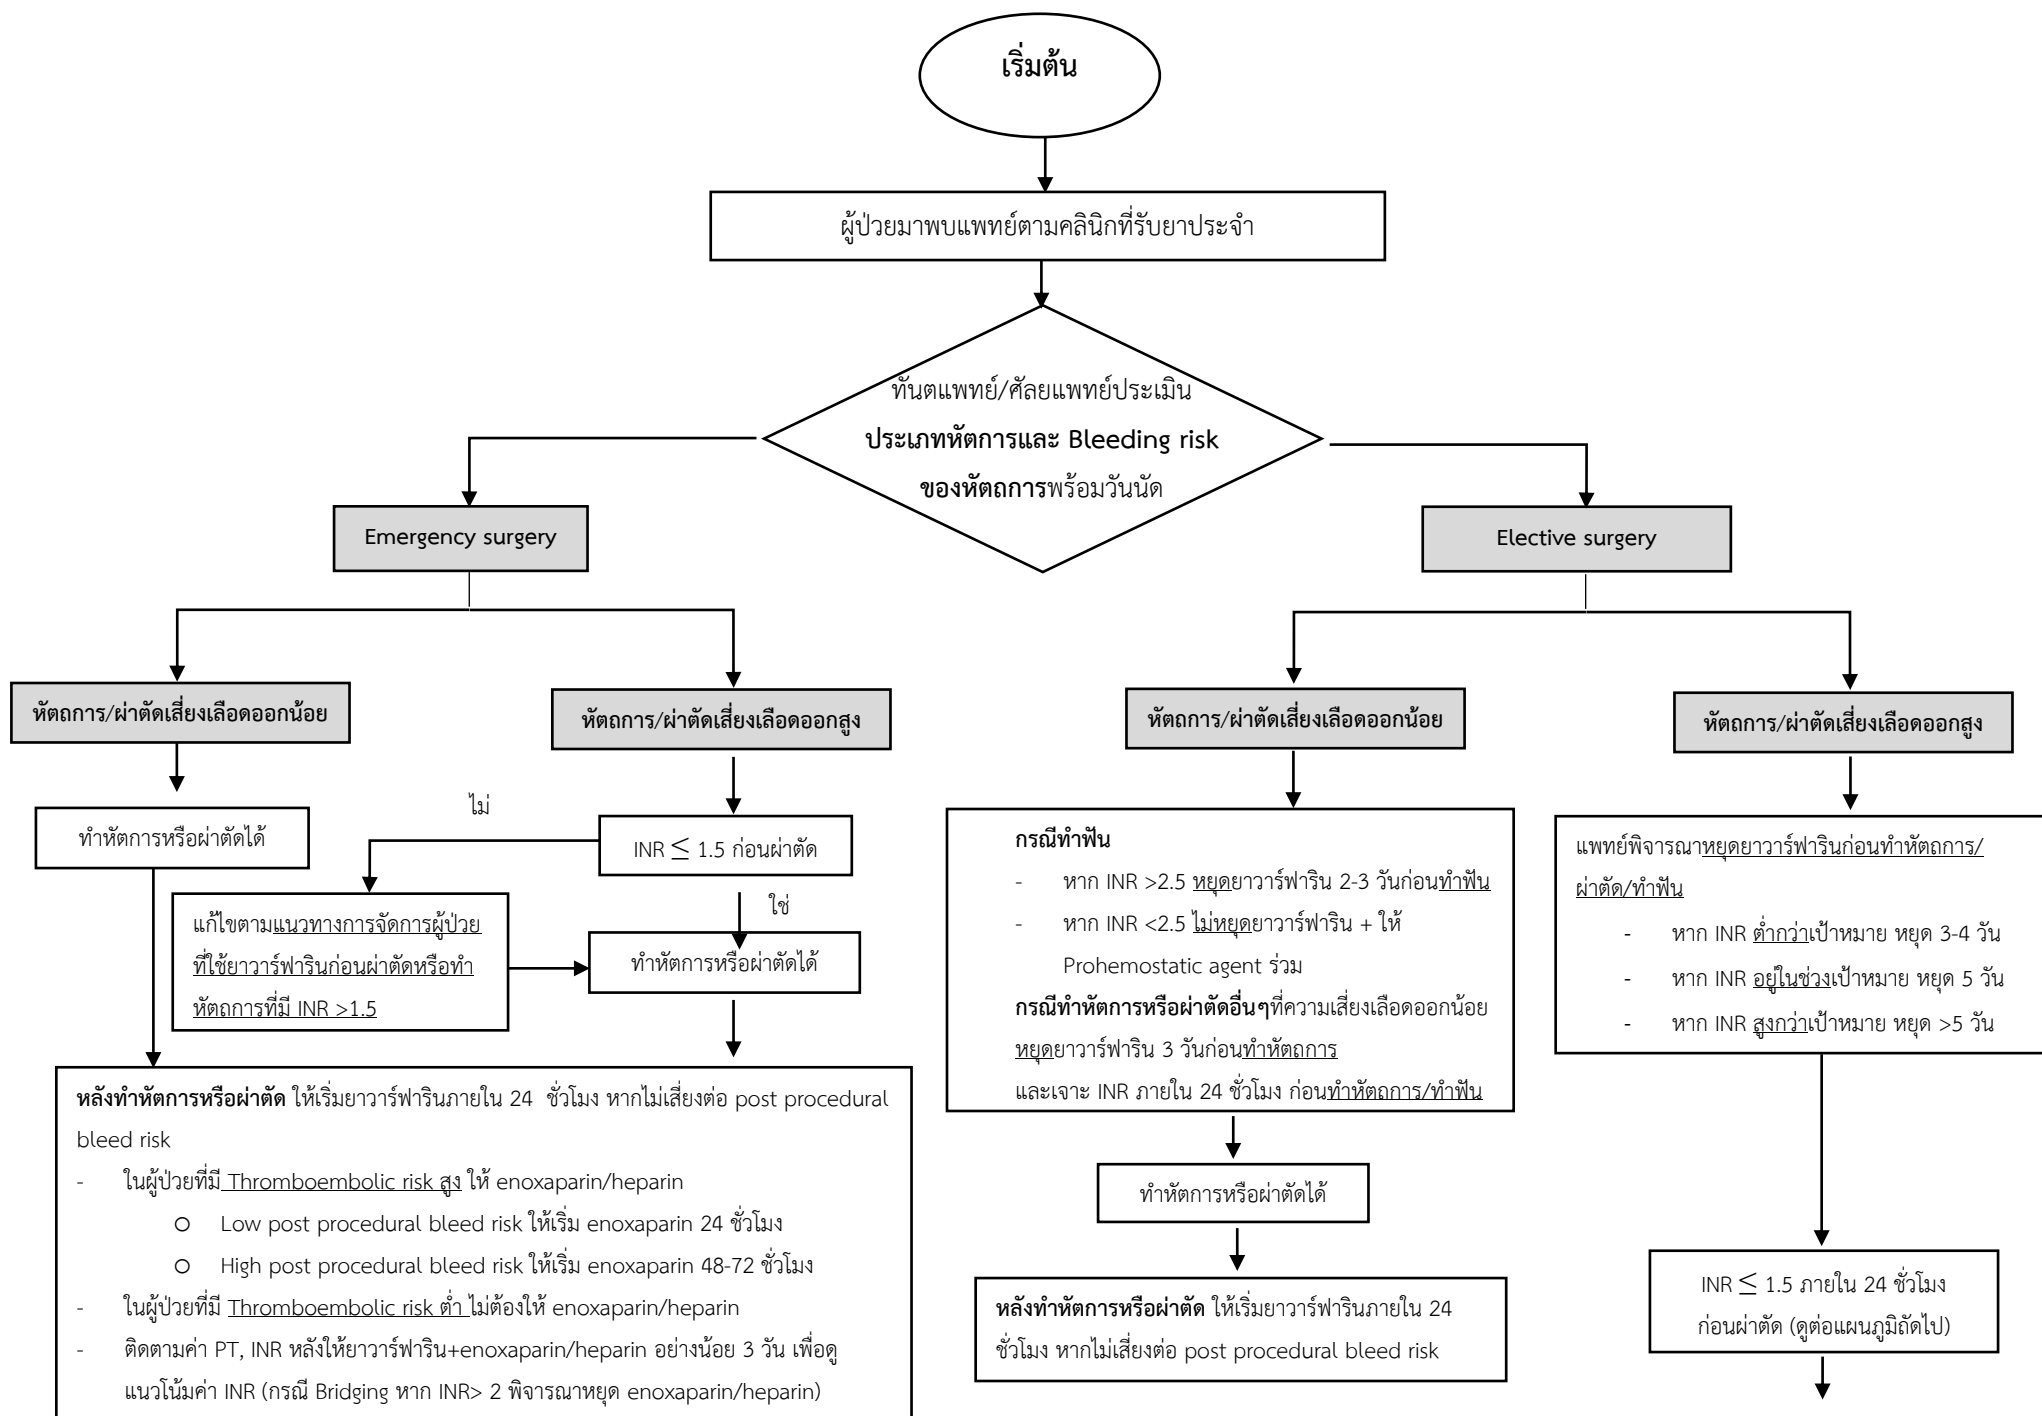 เริ่มต้น
ผู้ป่วยมาพบแพทย์ตามคลินิกที่รับยาประจำ
ทันตแพทย์/ศัลยแพทย์ประเมิน
ประเภทหัตการและ Bleeding risk
ของหัตถการพร้อมวันนัด
Emergency surgery
Elective surgery
หัตถการ/ผ่าตัดเสี่ยงเลือดออกน้อย
หัตถการ/ผ่าตัดเสี่ยงเลือดออกสูง
หัตถการ/ผ่าตัดเสี่ยงเลือดออกน้อย
หัตถการ/ผ่าตัดเสี่ยงเลือดออกสูง
ทำหัตการหรือผ่าตัดได้
ไม่
INR ≤ 1.5 ก่อนผ่าตัด
ใช่
แก้ไขตามแนวทางการจัดการผู้ป่วย
ที่ใช้ยาวาร์ฟารินก่อนผ่าตัดหรือทำ
หัตถการที่มี INR >1.5
ทำหัตการหรือผ่าตัดได้
หลังทำหัตการหรือผ่าตัด ให้เริ่มยาวาร์ฟารินภายใน 24 ชั่วโมง หากไม่เสี่ยงต่อ post procedural
bleed risk
- ในผู้ป่วยที่มี Thromboembolic risk สูง ให้ enoxaparin/heparin
o Low post procedural bleed risk ให้เริ่ม enoxaparin 24 ชั่วโมง
o High post procedural bleed risk ให้เริ่ม enoxaparin 48-72 ชั่วโมง
- ในผู้ป่วยที่มี Thromboembolic risk ต่ำ ไม่ต้องให้ enoxaparin/heparin
- ติดตามค่า PT, INR หลังให้ยาวาร์ฟาริน+enoxaparin/heparin อย่างน้อย 3 วัน เพื่อดู
แนวโน้มค่า INR (กรณี Bridging หาก INR> 2 พิจารณาหยุด enoxaparin/heparin)
กรณีทำฟัน
- หาก INR >2.5 หยุดยาวาร์ฟาริน 2-3 วันก่อนทำฟัน
- หาก INR <2.5 ไม่หยุดยาวาร์ฟาริน + ให้
Prohemostatic agent ร่วม
กรณีทำหัตการหรือผ่าตัดอื่นๆที่ความเสี่ยงเลือดออกน้อย
หยุดยาวาร์ฟาริน 3 วันก่อนทำหัตถการ
และเจาะ INR ภายใน 24 ชั่วโมง ก่อนทำหัตถการ/ทำฟัน
ทำหัตการหรือผ่าตัดได้
หลังทำหัตการหรือผ่าตัด ให้เริ่มยาวาร์ฟารินภายใน 24
ชั่วโมง หากไม่เสี่ยงต่อ post procedural bleed risk
แพทย์พิจารณาหยุดยาวาร์ฟารินก่อนทำหัตถการ/
ผ่าตัด/ทำฟัน
- หาก INR ต่ำกว่าเป้าหมาย หยุด 3-4 วัน
- หาก INR อยู่ในช่วงเป้าหมาย หยุด 5 วัน
- หาก INR สูงกว่าเป้าหมาย หยุด >5 วัน
INR ≤ 1.5 ภายใน 24 ชั่วโมง
ก่อนผ่าตัด (ดูต่อแผนภูมิถัดไป)